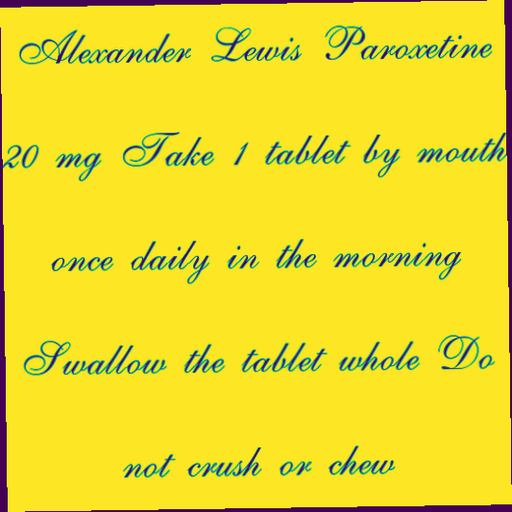 Alexander Lewis Paroxetine
20 mg Take 1 tablet by mouth
once daily in the morning
Swallow the tablet whole Do
not crush or chew